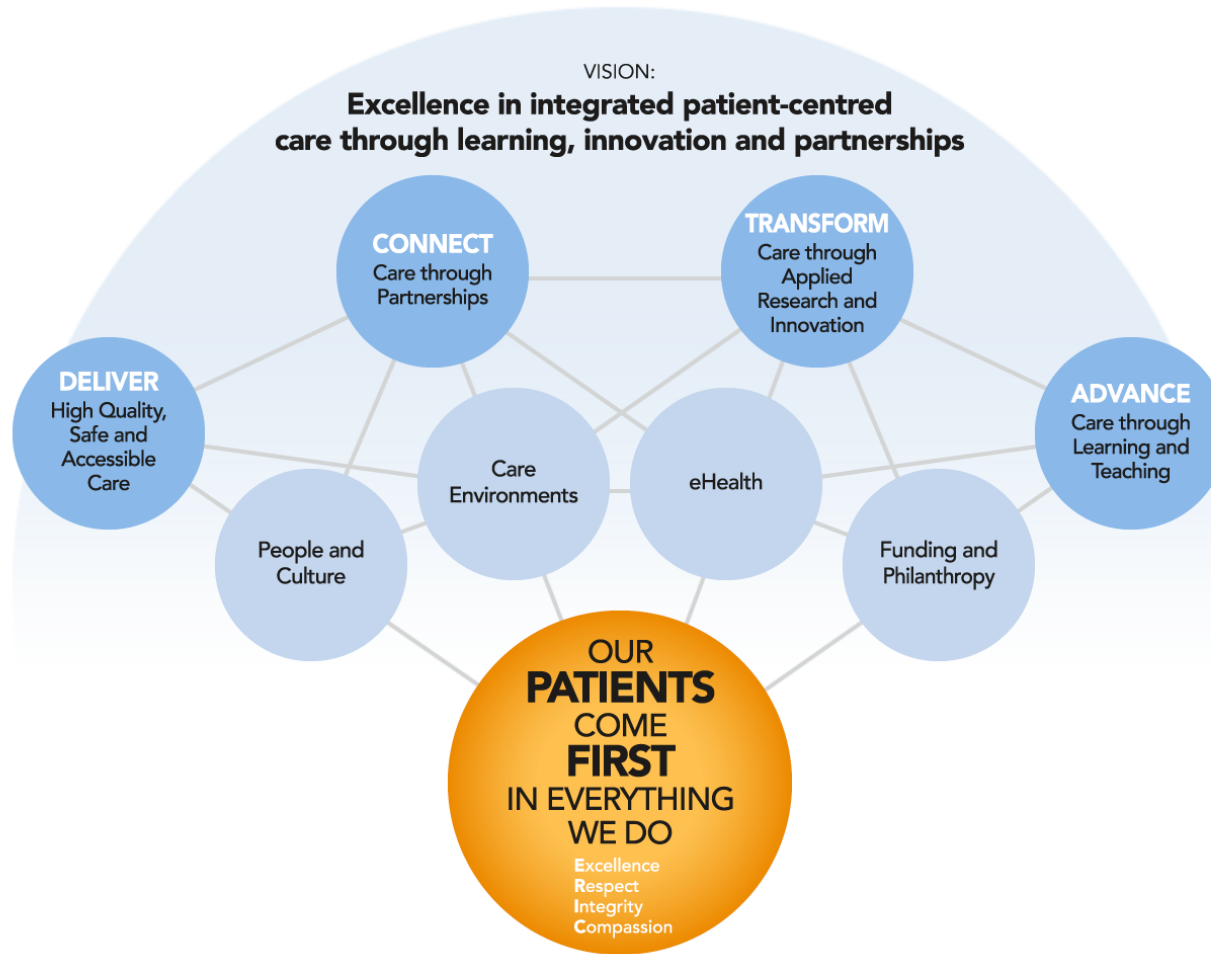 VISION:
Excellence in integrated patient-centred
care through learning, innovation and partnerships
CONNECT
Care through
Partnerships
TRANSFORM
Care through
Applied
Research and
Innovation
DELIVER
High Quality,
Safe and
Accessible
Care
ADVANCE
Care through
Learning and
Teaching
Care
Environments
eHealth
People and
Culture
Funding and
Philanthropy
OUR
PATIENTS
COME
FIRST
IN EVERYTHING
WE DO
Excellence
Respect
Integrity
Compassion